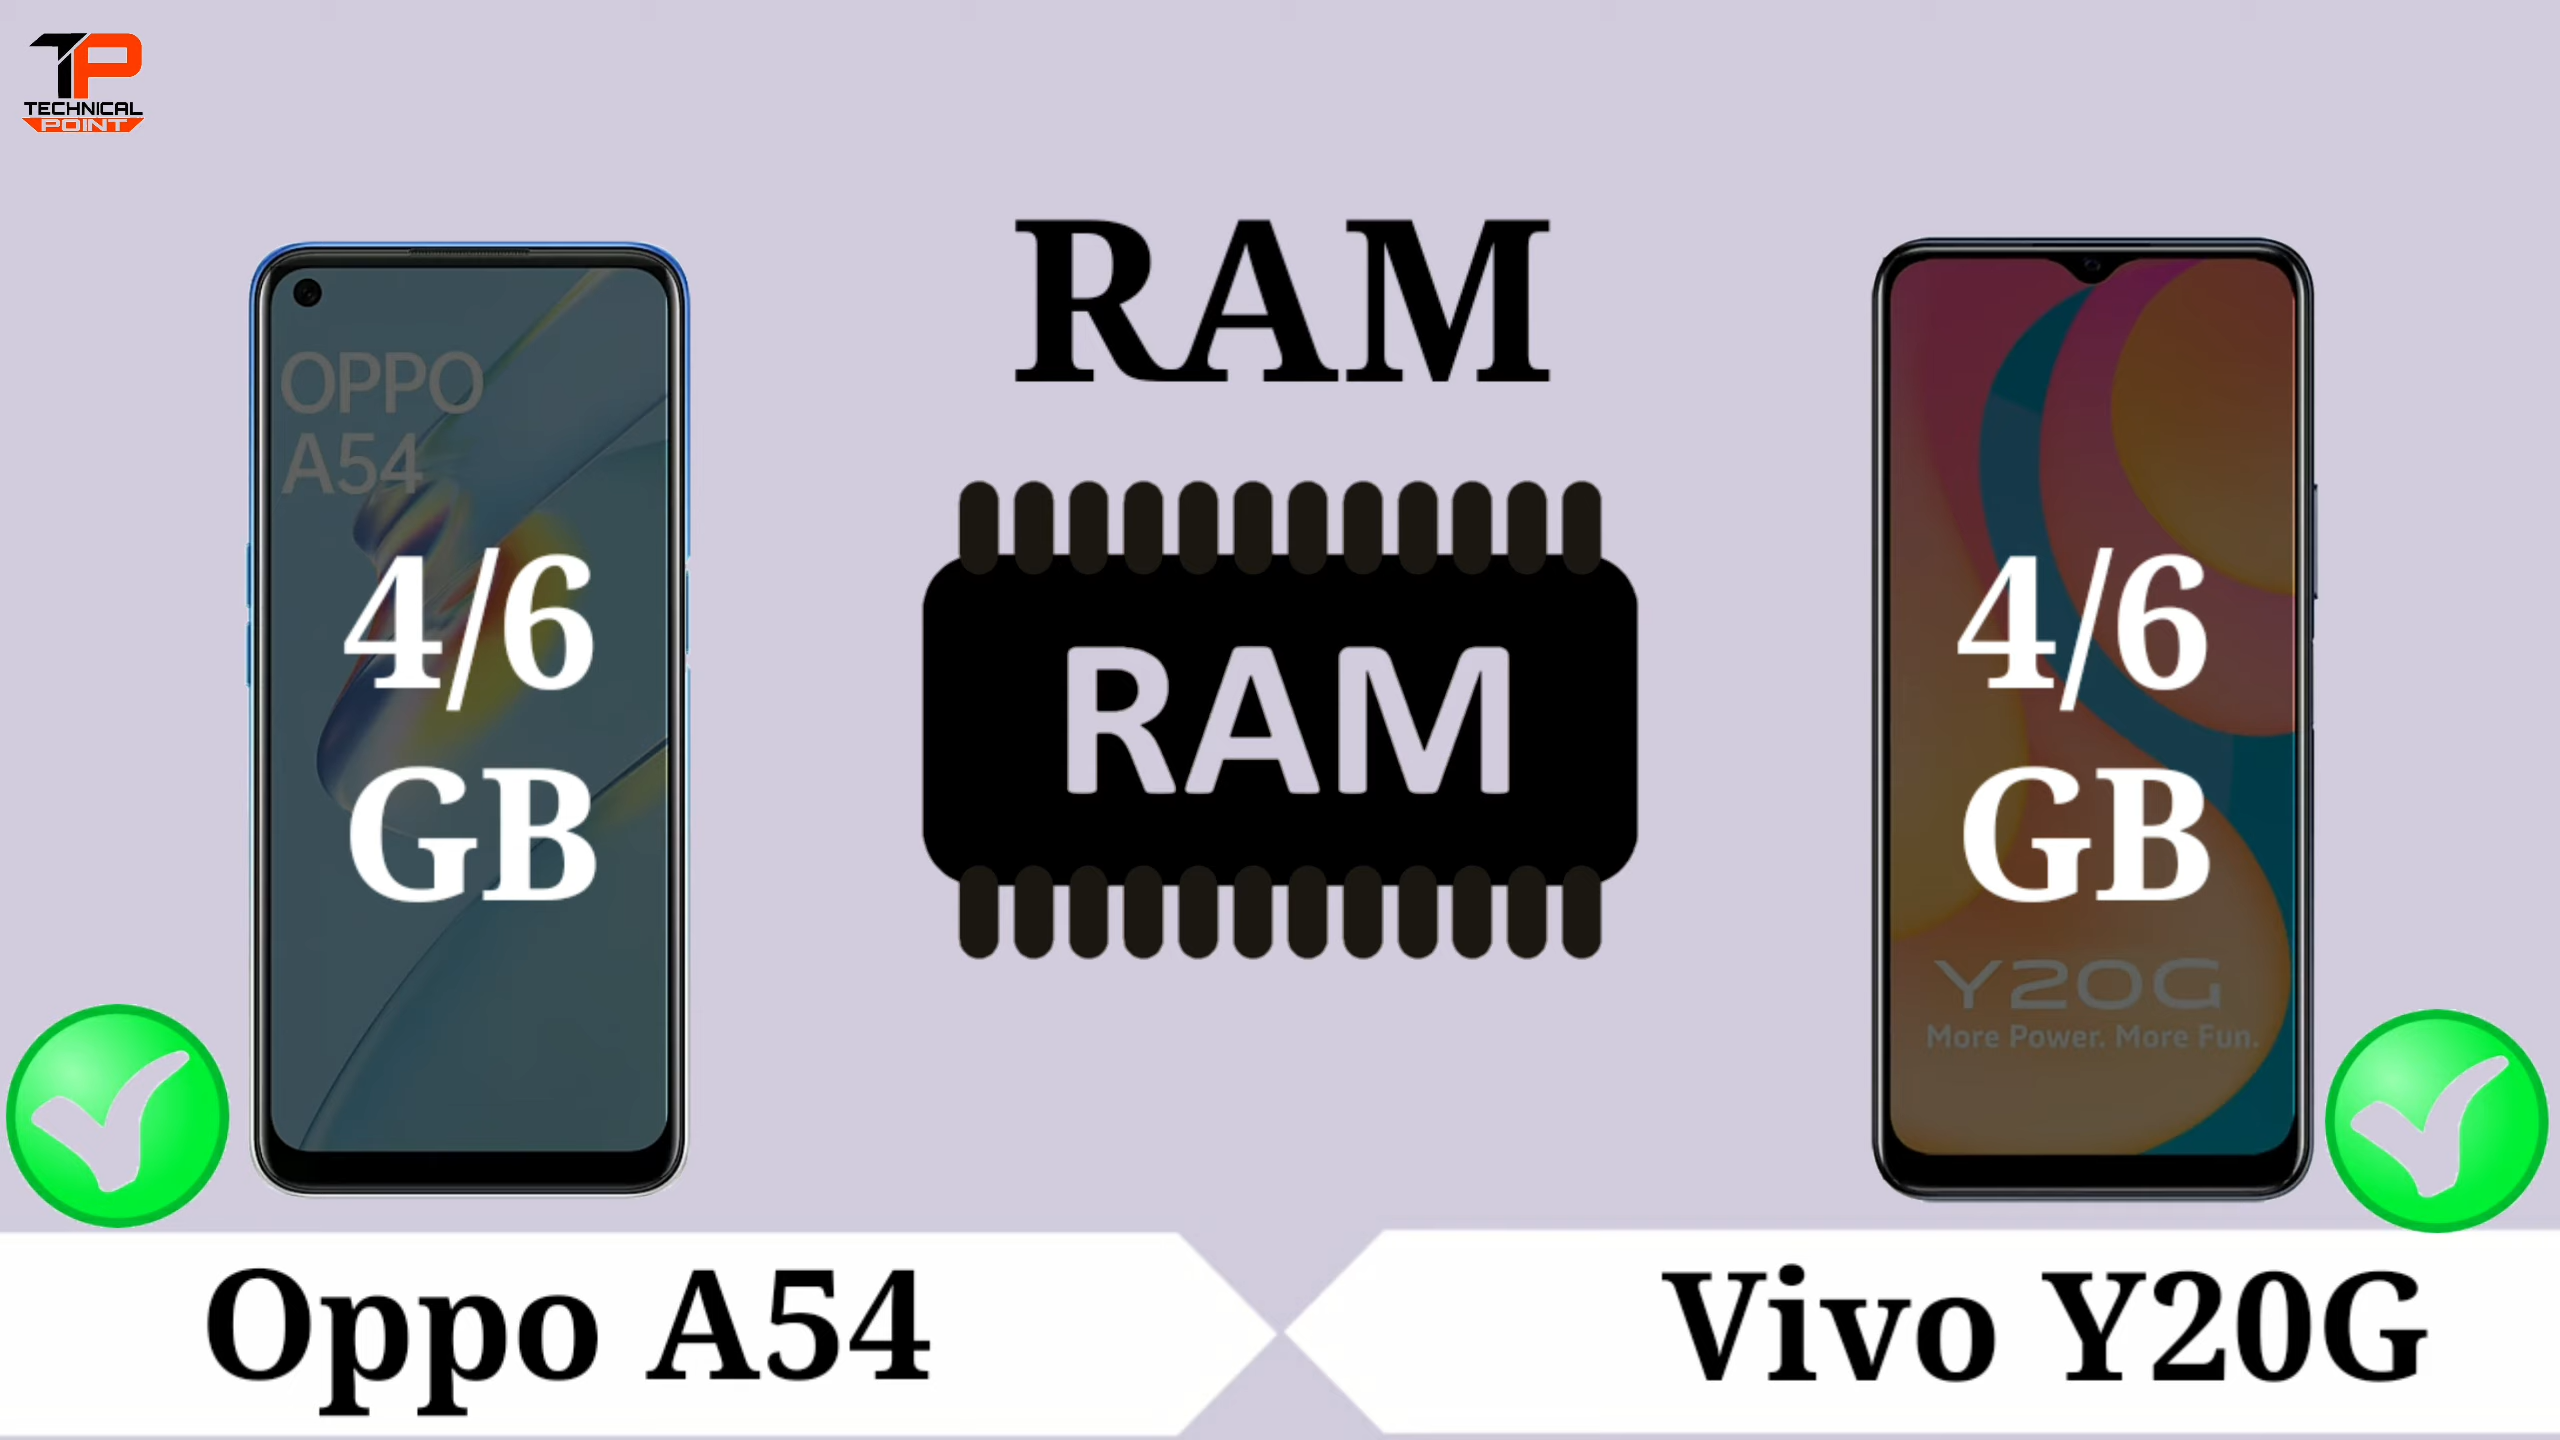 TP
TECHNICAL
POINT
RAM
OPPO
A54
4/6
GB
RAM
4/6
GB
Y20G
More Power. More Fun.
Oppo A54
Vivo Y20G